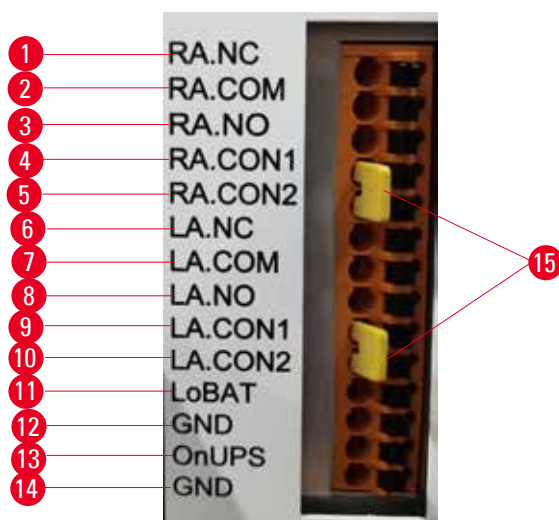 1 RA.NC
2 RA.COM
3 RA.NO
4 RA.CON1
5 RA.CON2
6 LA.NC
7 LA.COM
8 LA.NO
9 LA.CON1
10 LA.CON2
11 LoBAT
12 GND
13 OnUPS
14 GND
15